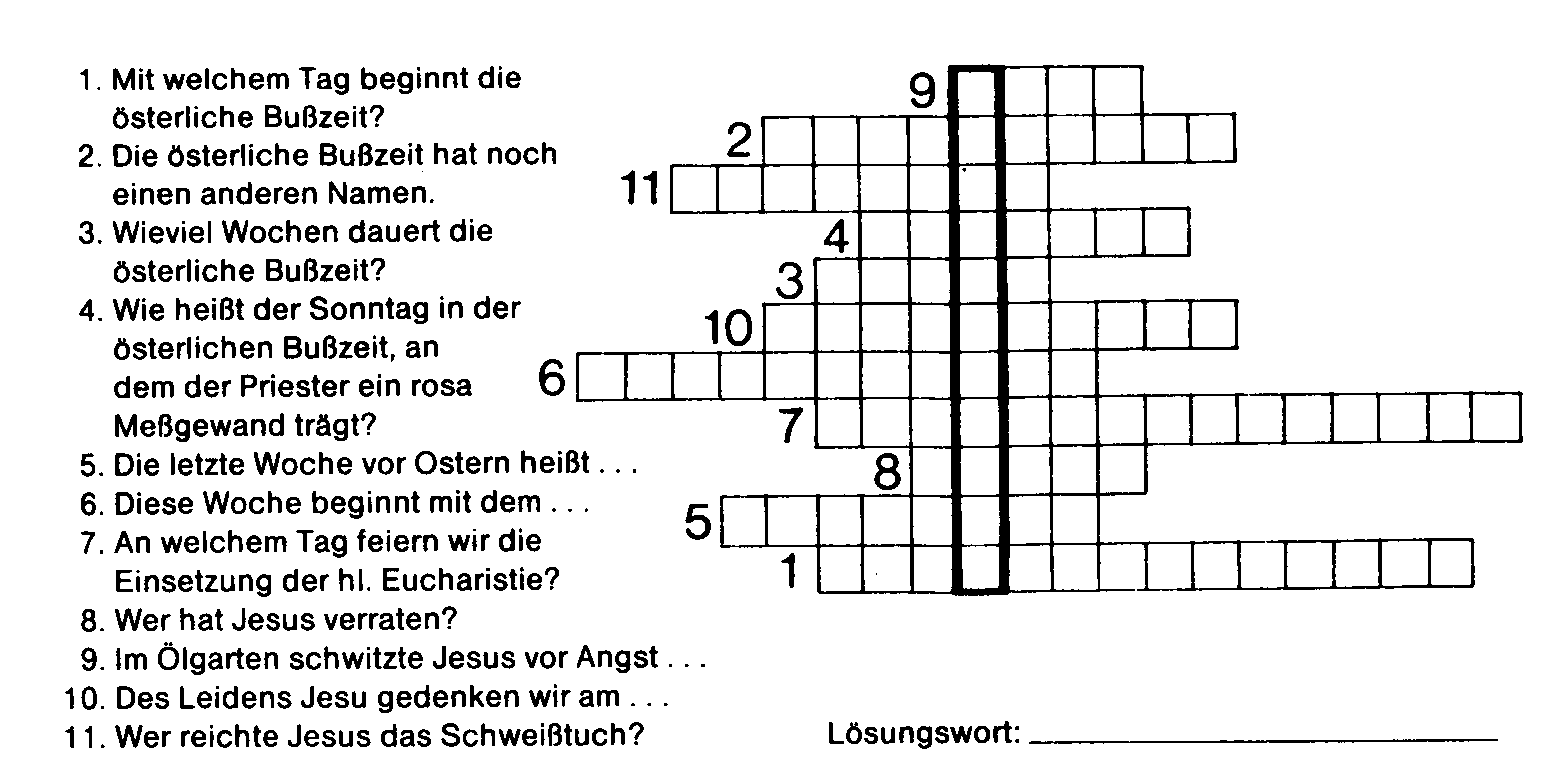 1. Mit welchem Tag beginnt die
österliche Bußzeit?
2. Die österliche Bußzeit hat noch
einen anderen Namen.
3. Wieviel Wochen dauert die
österliche Bußzeit?
4. Wie heißt der Sonntag in der
österlichen Bußzeit, an
dem der Priester ein rosa
Meßgewand trägt?
5. Die letzte Woche vor Ostern heißt . . .
6. Diese Woche beginnt mit dem . . .
7. An welchem Tag feiern wir die
Einsetzung der hl. Eucharistie?
8. Wer hat Jesus verraten?
9. Im Ölgarten schwitzte Jesus vor Angst . . .
10. Des Leidens Jesu gedenken wir am . . .
11. Wer reichte Jesus das Schweißtuch?
9
2
11
4
3
10
6
7
8
5
1
Lösungswort: